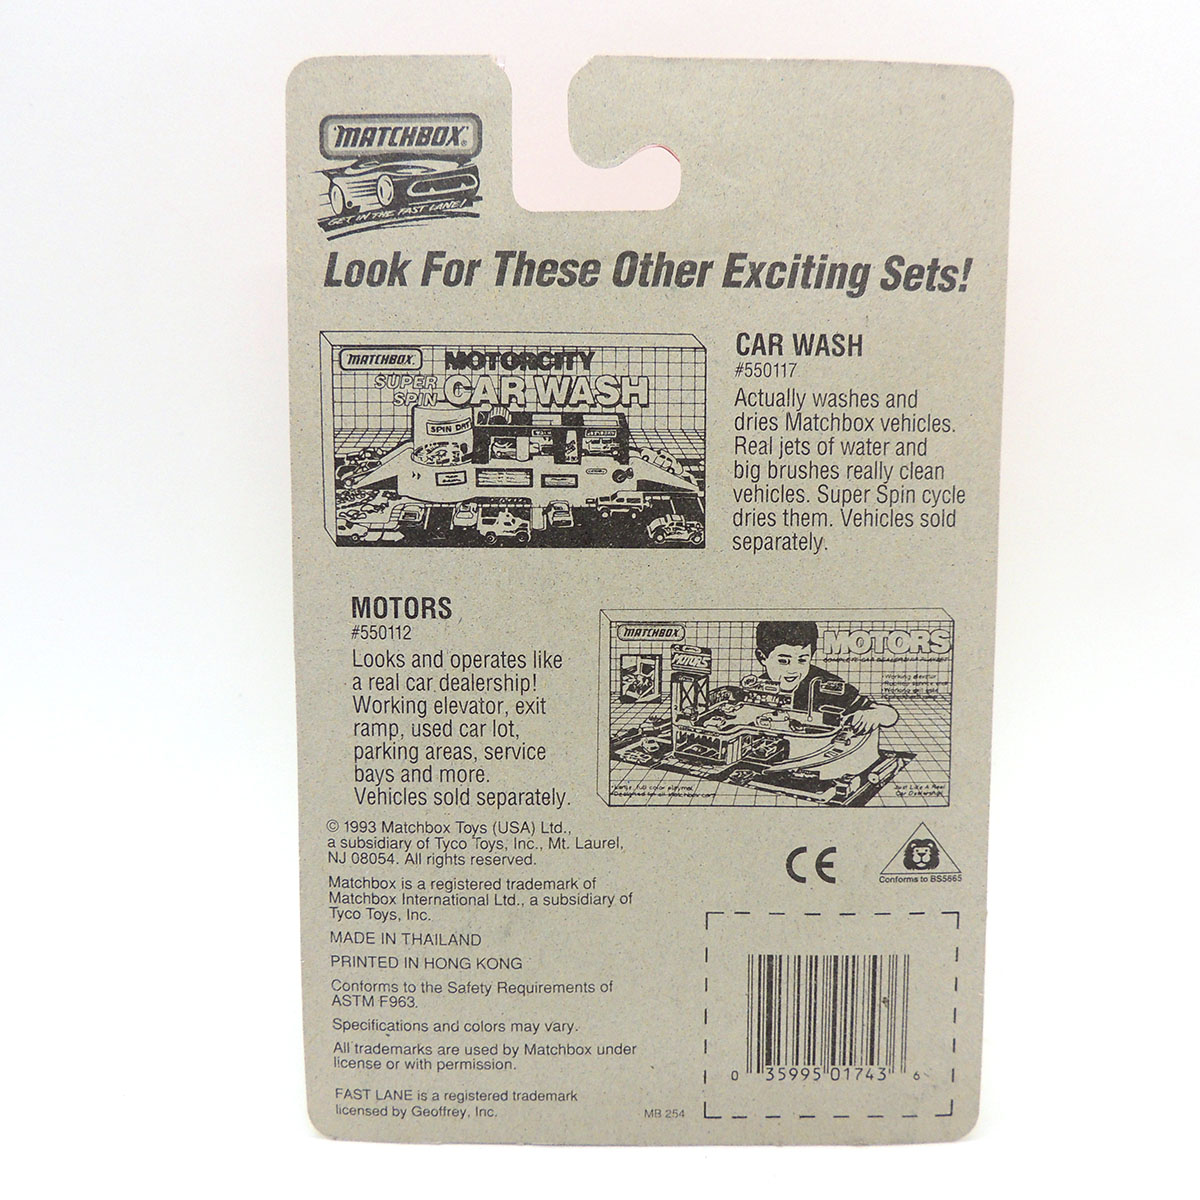 MATCHBOX®
GET IN THE FAST LANE!
Look For These Other Exciting Sets!
MATCHBOX
MOTORCITY
SUPER
SPIN
CAR WASH
SPIN DRY
CAR WASH
#550117
Actually washes and
dries Matchbox vehicles.
Real jets of water and
big brushes really clean
vehicles. Super Spin cycle
dries them. Vehicles sold
separately.
MOTORS
#550112
Looks and operates like
a real car dealership!
Working elevator, exit
ramp, used car lot,
parking areas, service
bays and more.
Vehicles sold separately.
MATCHBOX
MOTORS
MOTORS
Working elevator
Just Like A Real
Car Dealership!
© 1993 Matchbox Toys (USA) Ltd.,
a subsidiary of Tyco Toys, Inc., Mt. Laurel,
NJ 08054. All rights reserved.
Matchbox is a registered trademark of
Matchbox International Ltd., a subsidiary of
Tyco Toys, Inc.
MADE IN THAILAND
PRINTED IN HONG KONG
Conforms to the Safety Requirements of
ASTM F963.
Specifications and colors may vary.
All trademarks are used by Matchbox under
license or with permission.
FAST LANE is a registered trademark
licensed by Geoffrey, Inc.
MB 254
CE
Conforms to BS5665
0 35995 01743 6